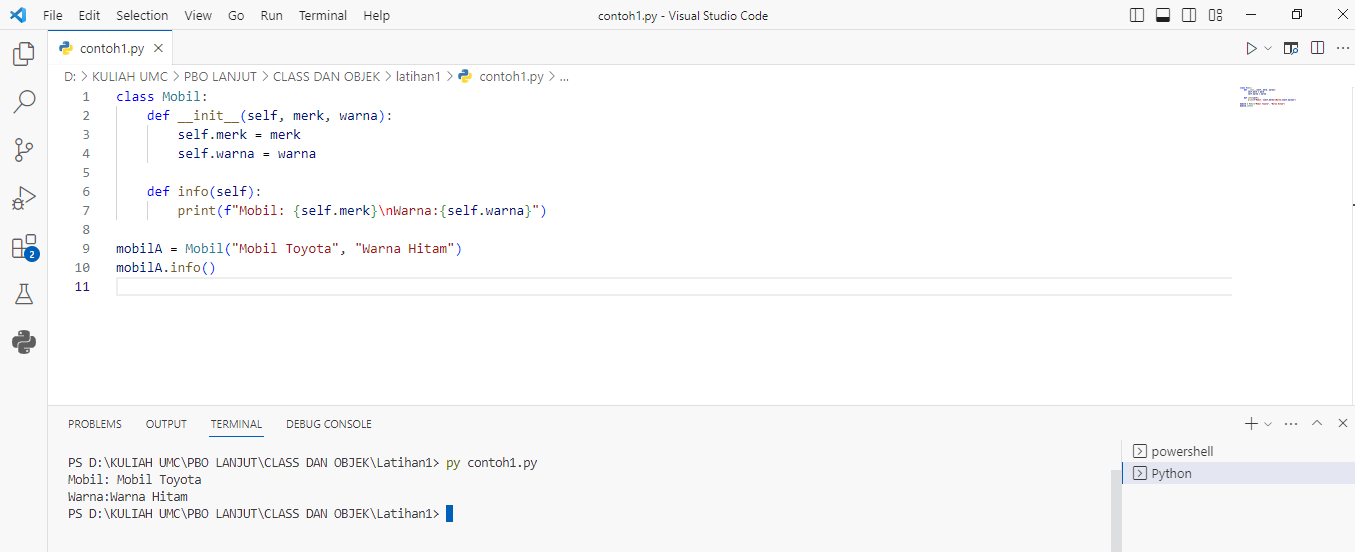 File Edit Selection View Go Run Terminal Help contoh1.py - Visual Studio Code
contoh1.py
D: > KULIAH UMC > PBO LANJUT > CLASS DAN OBJEK > latihan1 > contoh1.py > ...
1 class Mobil:
2     def __init__(self, merk, warna):
3         self.merk = merk
4         self.warna = warna
5
6     def info(self):
7         print(f"Mobil: {self.merk}\nWarna:{self.warna}")
8
9 mobilA = Mobil("Mobil Toyota", "Warna Hitam")
10 mobilA.info()
11
2
PROBLEMS OUTPUT TERMINAL DEBUG CONSOLE
PS D:\KULIAH UMC\PBO LANJUT\CLASS DAN OBJEK\Latihan1> py contoh1.py
Mobil: Mobil Toyota
Warna:Warna Hitam
PS D:\KULIAH UMC\PBO LANJUT\CLASS DAN OBJEK\Latihan1>
powershell
Python